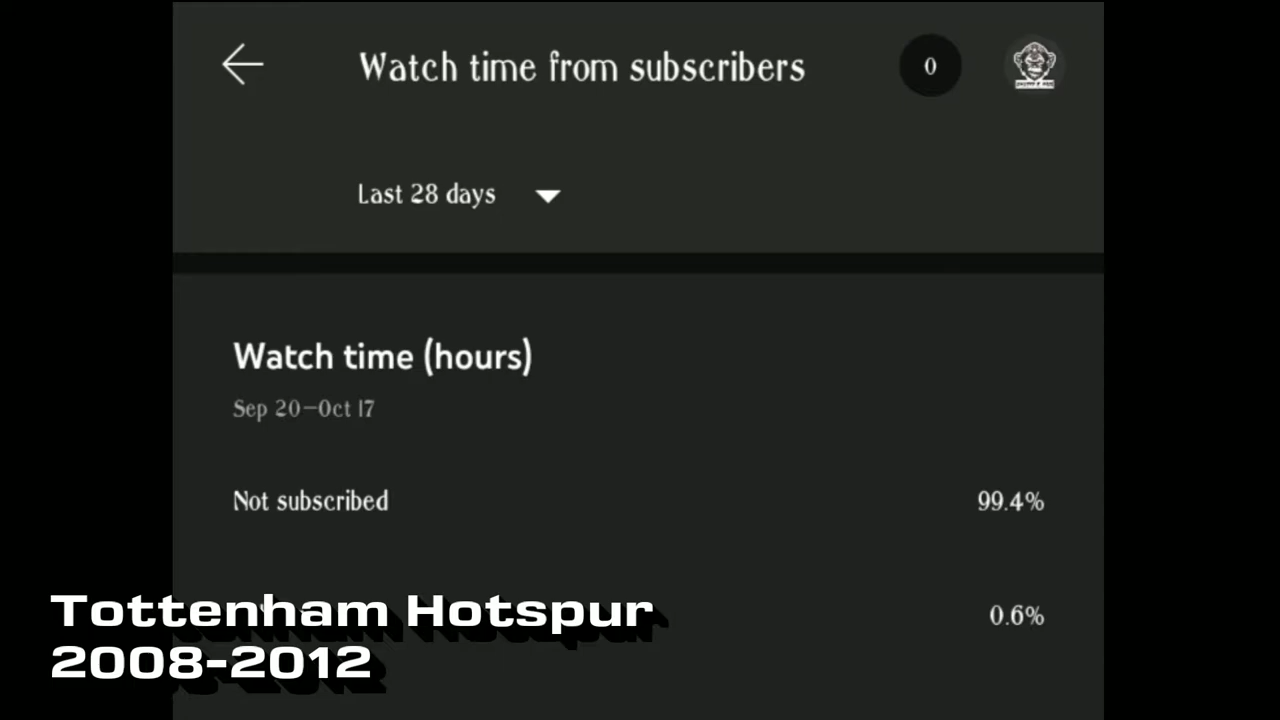 Watch time from subscribers
0
Last 28 days
Watch time (hours)
Sep 20–Oct 17
Not subscribed
99.4%
Tottenham Hotspur
0.6%
2008-2012